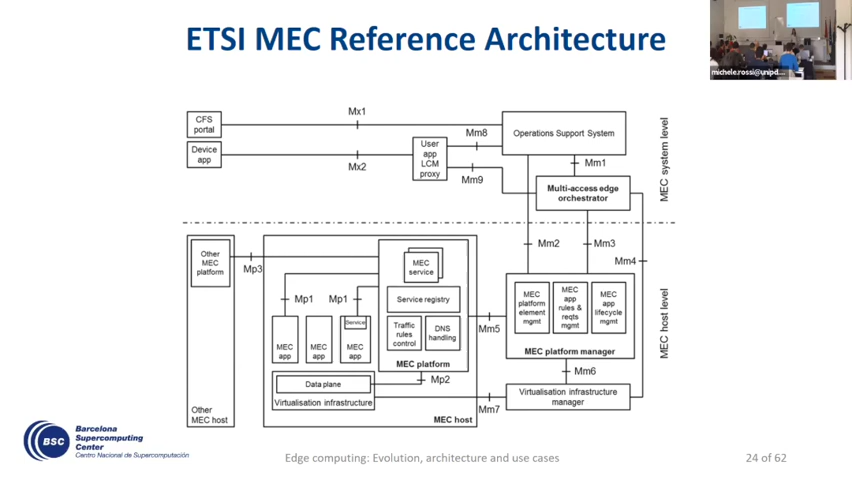 ETSI MEC Reference Architecture
michele.rossi@unipd....
CFS
portal
Device
app
Mx1
Mx2
User
app
LCM
proxy
Mm8
Mm9
Operations Support System
Mm1
Multi-access edge
orchestrator
MEC system level
Other
MEC
platform
Mp3
Mp1
Mp1
MEC
service
Service registry
Traffic
rules
control
DNS
handling
MEC platform
MEC
app
MEC
app
Service
MEC
app
Mp2
Data plane
Virtualisation infrastructure
MEC host
Other
MEC host
Mm2
Mm3
Mm4
Mm5
MEC
platform
element
mgmt
MEC
app
rules &
reqts
mgmt
MEC
app
lifecycle
mgmt
MEC platform manager
Mm6
Mm7
Virtualisation infrastructure
manager
MEC host level
BSC
Barcelona
Supercomputing
Center
Centro Nacional de Supercomputación
Edge computing: Evolution, architecture and use cases
24 of 62